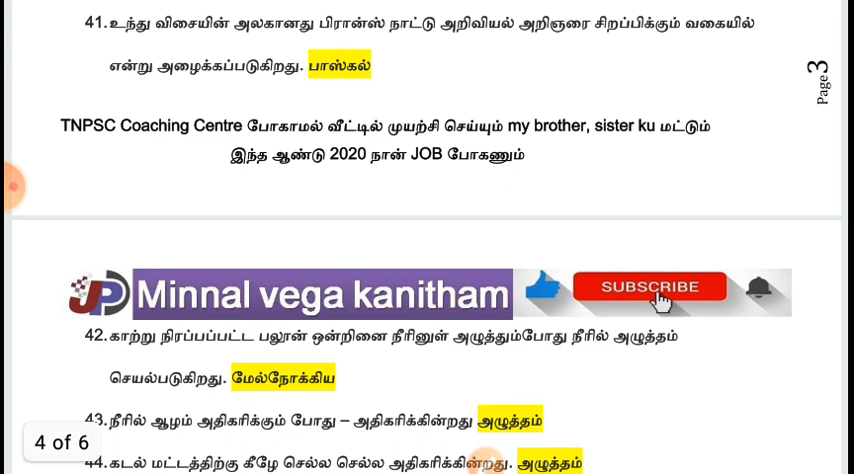 41.உந்து விசையின் அலகானது பிரான்ஸ் நாட்டு அறிவியல் அறிஞரை சிறப்பிக்கும் வகையில்
என்று அழைக்கப்படுகிறது. பாஸ்கல்
Page 3
TNPSC Coaching Centre போகாமல் வீட்டில் முயற்சி செய்யும் my brother, sister ku மட்டும்
இந்த ஆண்டு 2020 நான் JOB போகணும்
JP Minnal vega kanitham SUBSCRIBE
42.காற்று நிரப்பப்பட்ட பலூன் ஒன்றினை நீரினுள் அழுத்தும்போது நீரில் அழுத்தம்
செயல்படுகிறது. மேல்நோக்கிய
43.நீரில் ஆழம் அதிகரிக்கும் போது – அதிகரிக்கின்றது அழுத்தம்
4 of 6
44.கடல் மட்டத்திற்கு கீழே செல்ல செல்ல அதிகரிக்கின்றது. அழுத்தம்